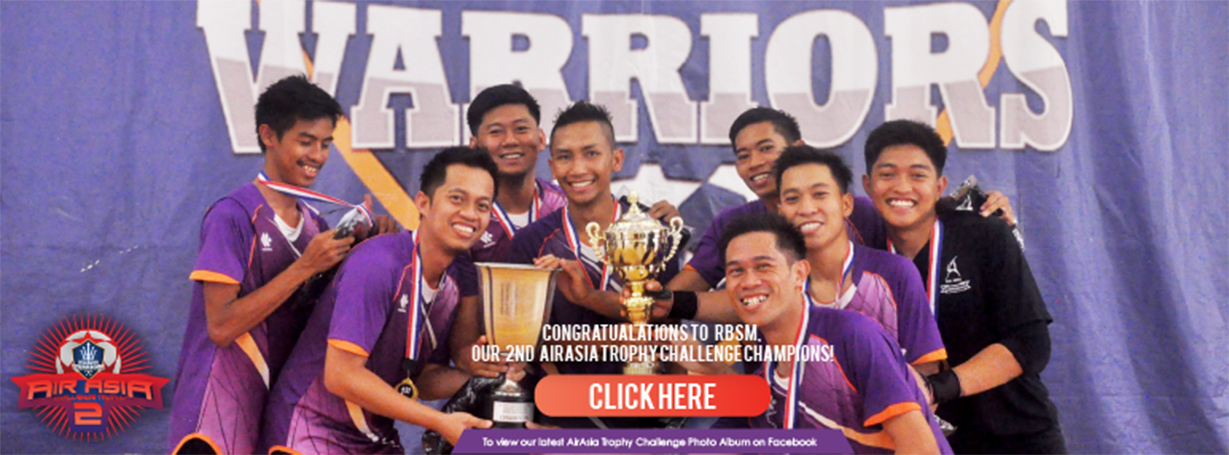 WARRIORS
CONGRATUALATIONS TO RBSM.
OUR 2ND AIRASIA TROPHY CHALLENGE CHAMPIONS!
CLICK HERE
To view our latest AirAsia Trophy Challenge Photo Album on Facebook
AIR ASIA
2